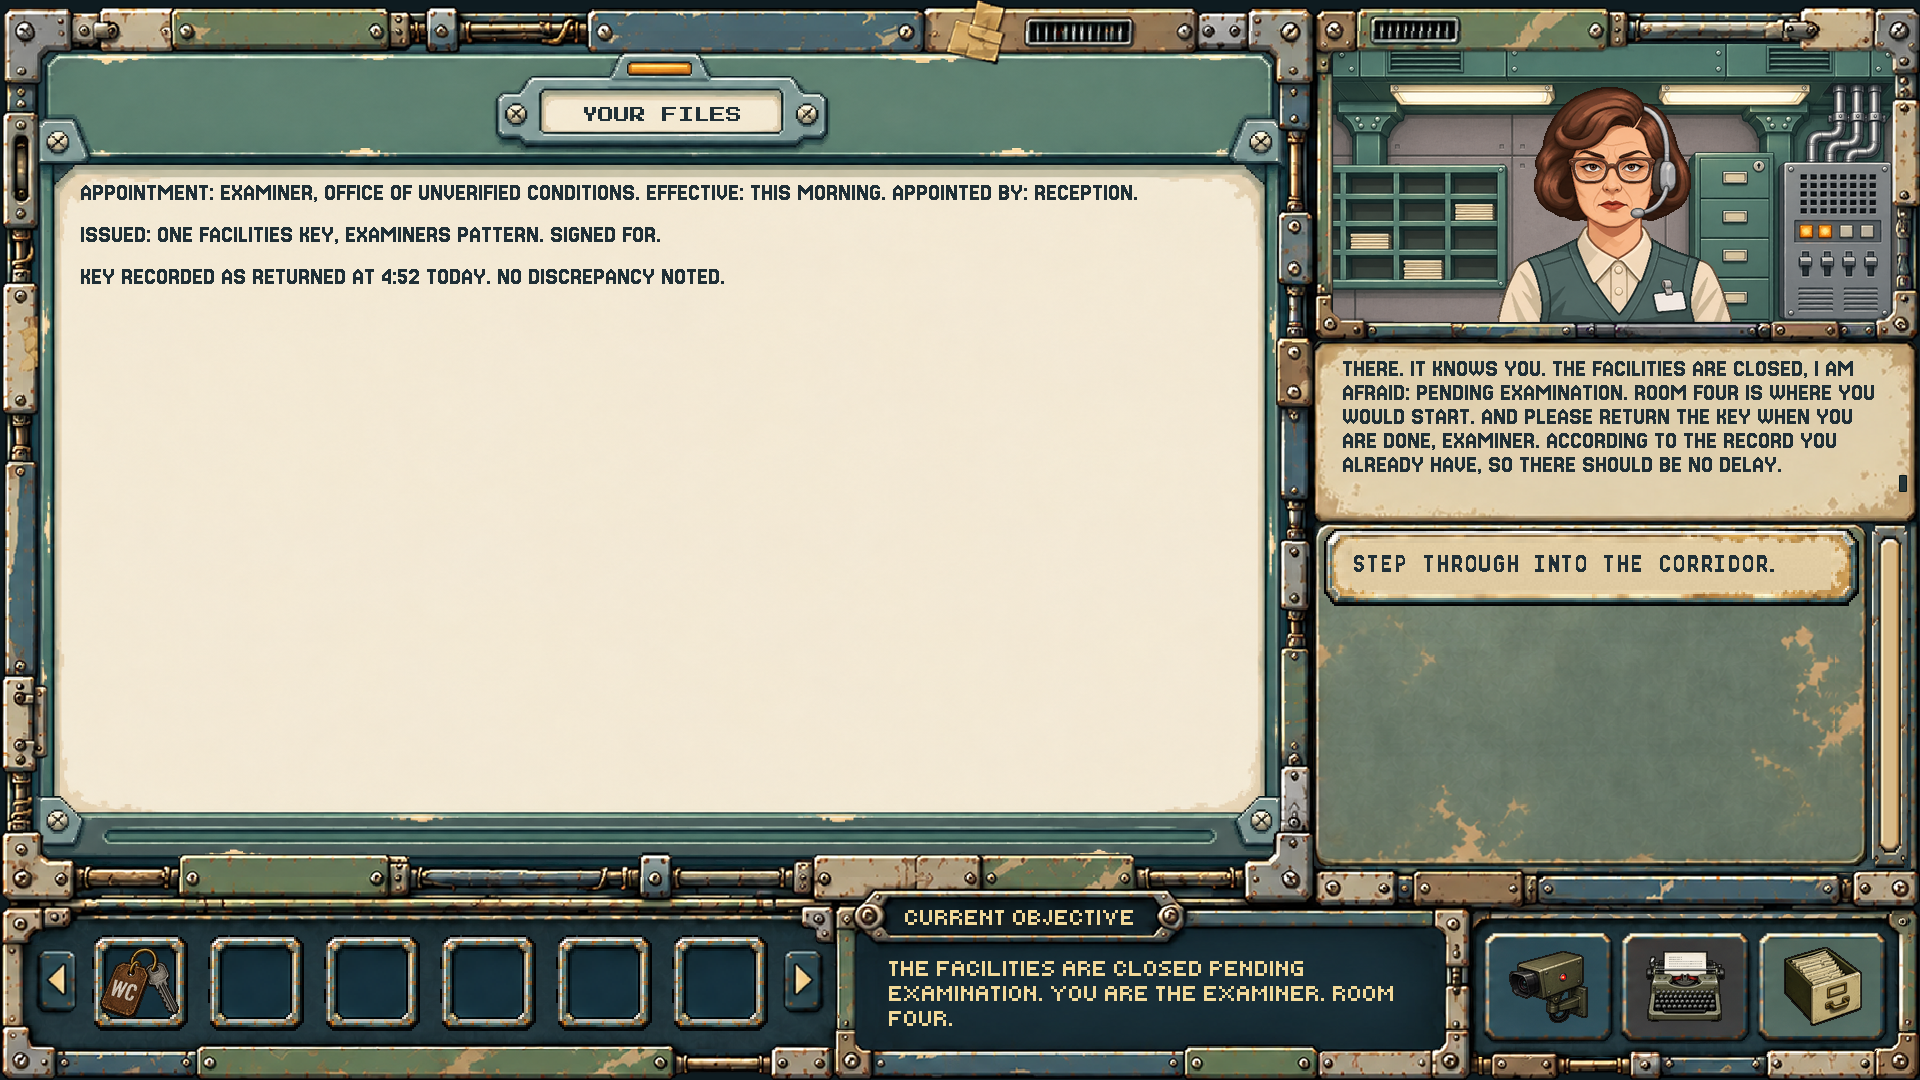 YOUR FILES
APPOINTMENT: EXAMINER, OFFICE OF UNVERIFIED CONDITIONS. EFFECTIVE: THIS MORNING. APPOINTED BY: RECEPTION.
ISSUED: ONE FACILITIES KEY, EXAMINERS PATTERN. SIGNED FOR.
KEY RECORDED AS RETURNED AT 4:52 TODAY. NO DISCREPANCY NOTED.
THERE. IT KNOWS YOU. THE FACILITIES ARE CLOSED, I AM
AFRAID: PENDING EXAMINATION. ROOM FOUR IS WHERE YOU
WOULD START. AND PLEASE RETURN THE KEY WHEN YOU
ARE DONE, EXAMINER. ACCORDING TO THE RECORD YOU
ALREADY HAVE, SO THERE SHOULD BE NO DELAY.
STEP THROUGH INTO THE CORRIDOR.
WC
CURRENT OBJECTIVE
THE FACILITIES ARE CLOSED PENDING
EXAMINATION. YOU ARE THE EXAMINER. ROOM
FOUR.